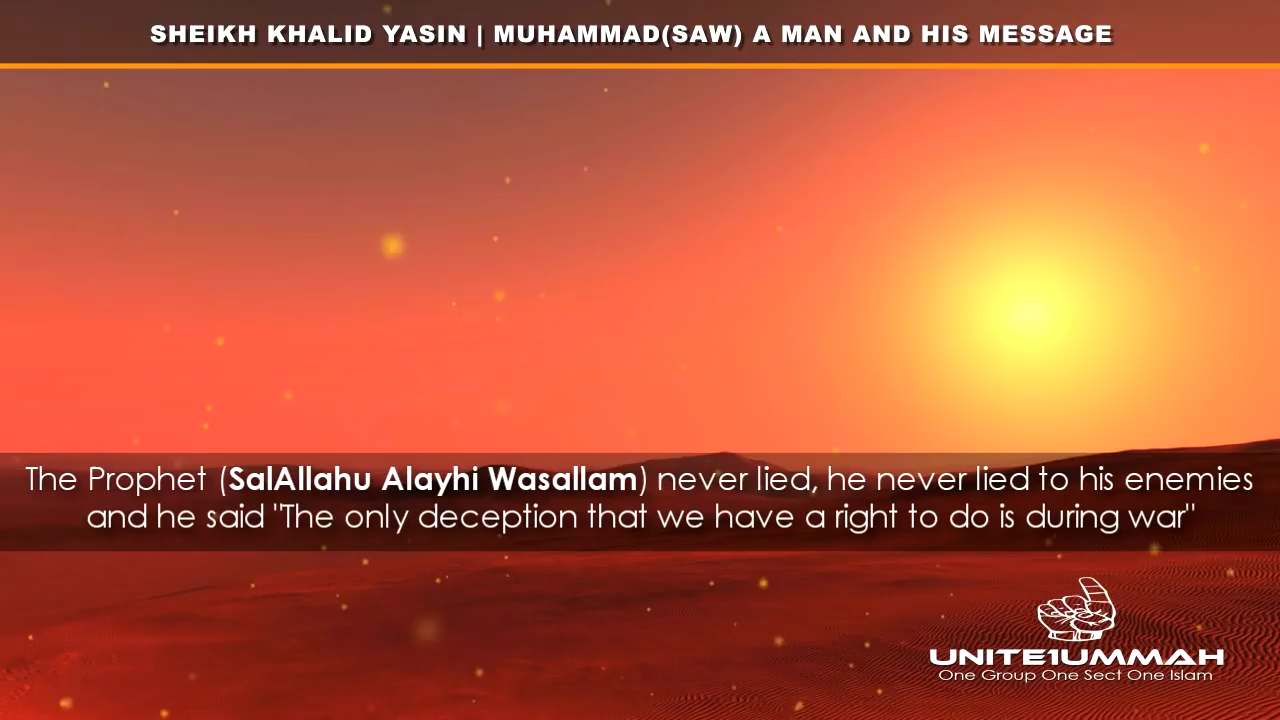 SHEIKH KHALID YASIN | MUHAMMAD(SAW) A MAN AND HIS MESSAGE
The Prophet (SalAllahu Alayhi Wasallam) never lied, he never lied to his enemies
and he said "The only deception that we have a right to do is during war"
UNITE1UMMAH
One Group One Sect One Islam